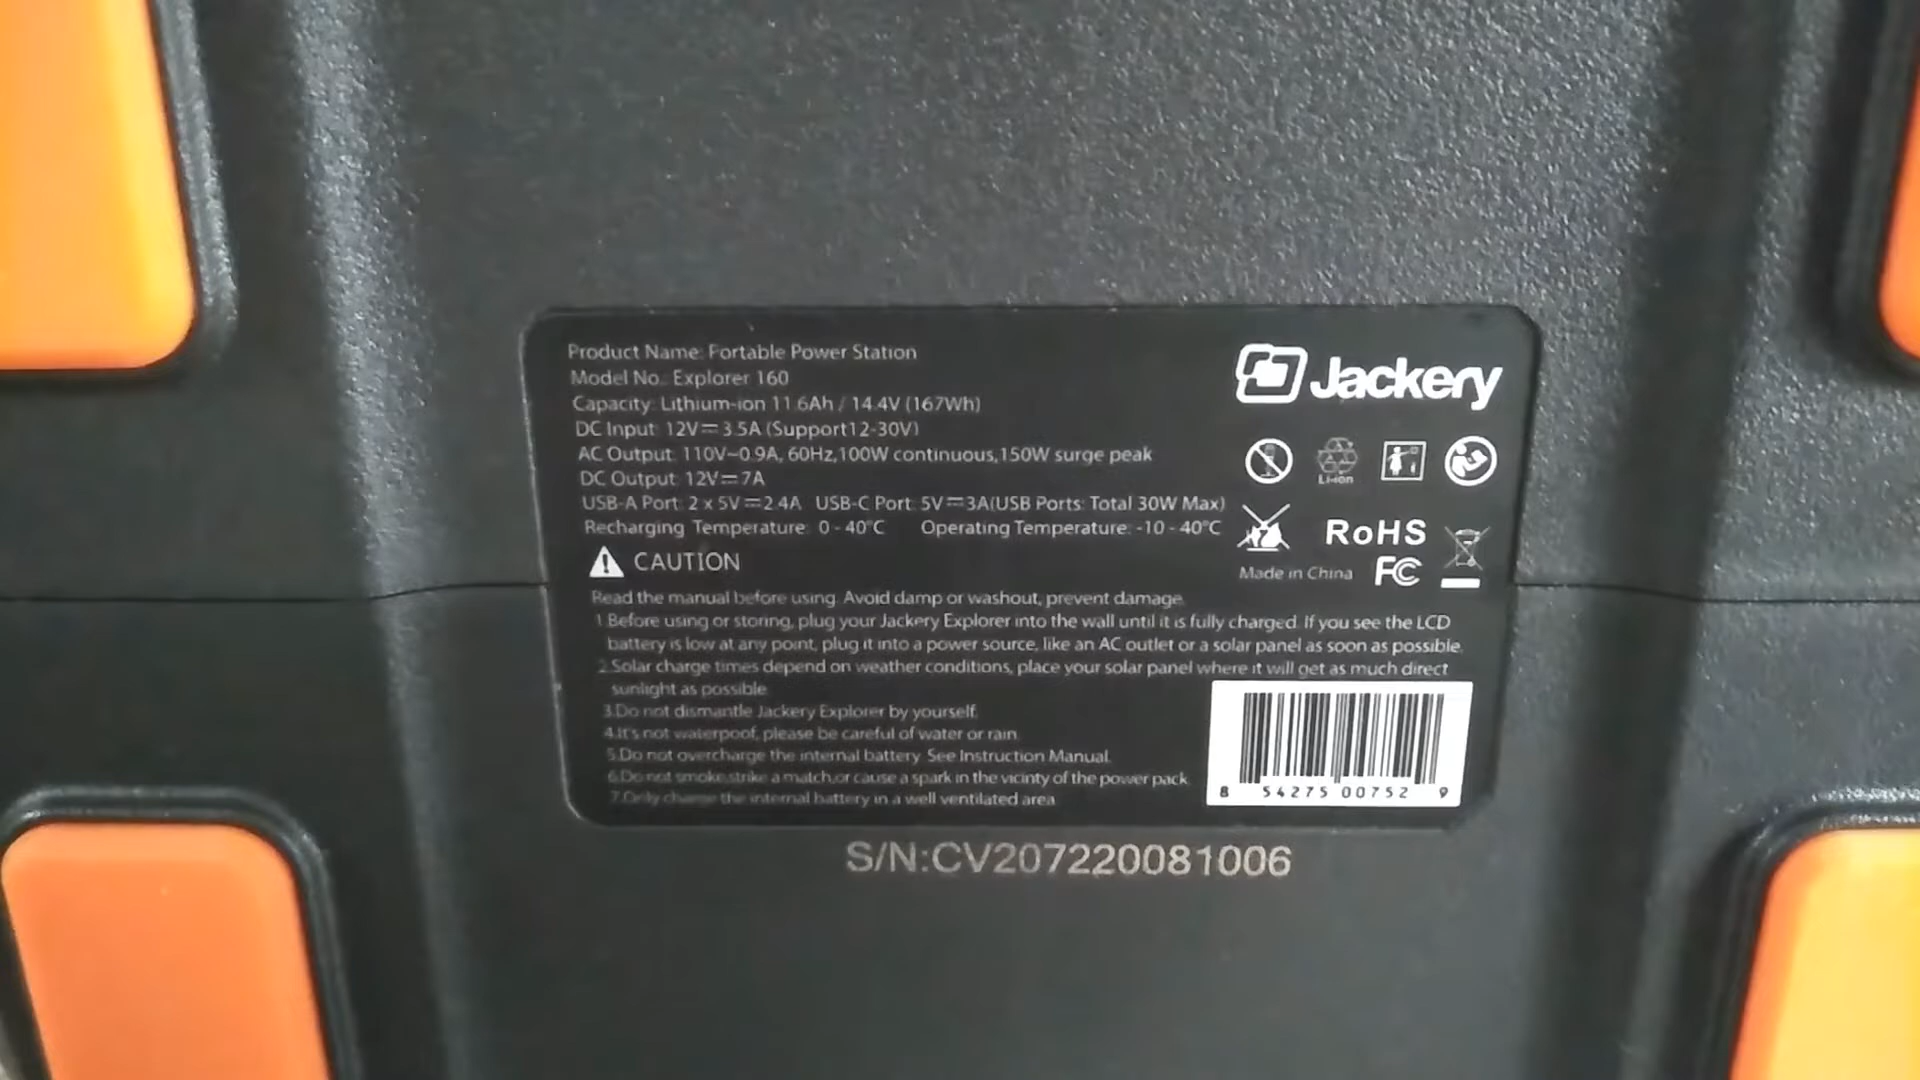 Product Name: Portable Power Station
Model No.: Explorer 160
Capacity: Lithium-ion 11.6Ah / 14.4V (167Wh)
DC Input: 12V⎓3.5A (Support12-30V)
AC Output: 110V~0.9A, 60Hz,100W continuous,150W surge peak
DC Output: 12V⎓7A
USB-A Port: 2 x 5V⎓2.4A USB-C Port: 5V⎓3A(USB Ports: Total 30W Max)
Recharging Temperature: 0 - 40°C Operating Temperature: -10 - 40°C
CAUTION
Read the manual before using. Avoid damp or washout, prevent damage.
1.Before using or storing, plug your Jackery Explorer into the wall until it is fully charged. If you see the LCD
battery is low at any point, plug it into a power source, like an AC outlet or a solar panel as soon as possible.
2.Solar charge times depend on weather conditions, place your solar panel where it will get as much direct
sunlight as possible.
3.Do not dismantle Jackery Explorer by yourself.
4.It's not waterpoof, please be careful of water or rain.
5.Do not overcharge the internal battery. See Instruction Manual.
6.Do not smoke,strike a match,or cause a spark in the vicinty of the power pack.
7.Only charge the internal battery in a well ventilated area.
Jackery
Li-ion
RoHS
Made in China FC
8 54275 00752 9
S/N:CV207220081006